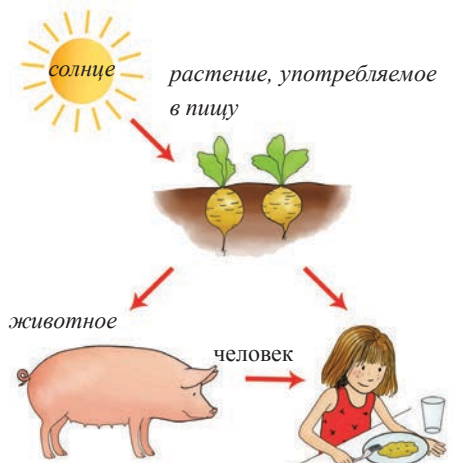 солнце
растение, употребляемое
в пищу
животное
человек